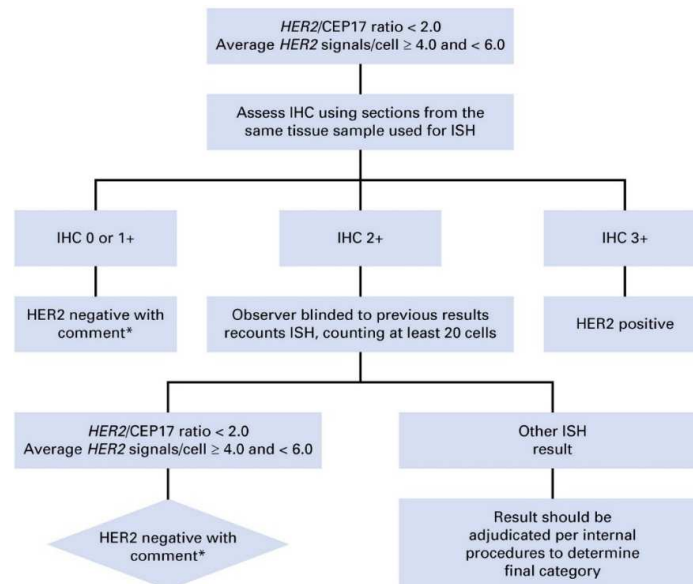 HER2/CEP17 ratio < 2.0
Average HER2 signals/cell ≥ 4.0 and < 6.0
Assess IHC using sections from the
same tissue sample used for ISH
IHC 0 or 1+
IHC 2+
IHC 3+
HER2 negative with
comment*
Observer blinded to previous results
recounts ISH, counting at least 20 cells
HER2 positive
HER2/CEP17 ratio < 2.0
Average HER2 signals/cell ≥ 4.0 and < 6.0
Other ISH
result
HER2 negative with
comment*
Result should be
adjudicated per internal
procedures to determine
final category